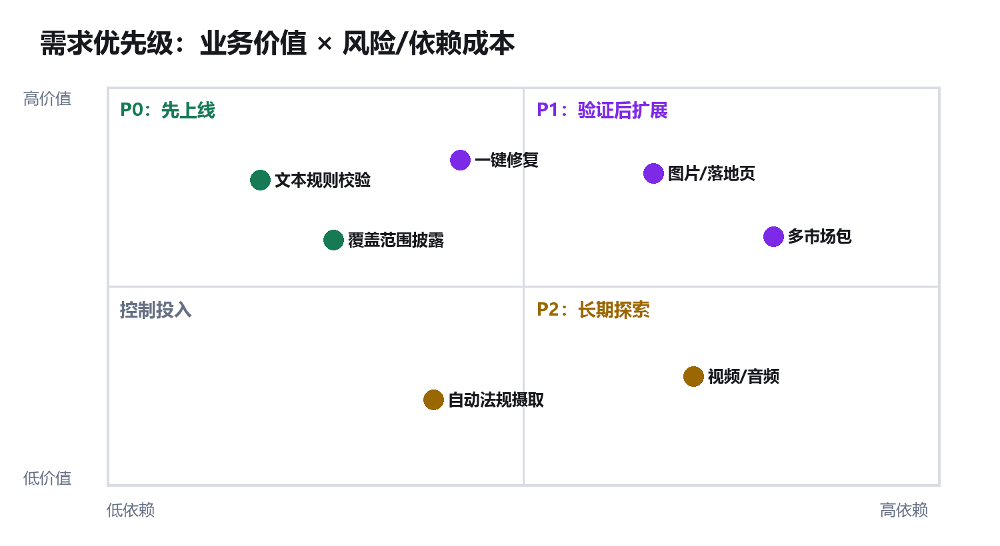 需求优先级：业务价值 × 风险/依赖成本
高价值
P0：先上线
P1：验证后扩展
一键修复
图片/落地页
文本规则校验
多市场包
覆盖范围披露
控制投入
P2：长期探索
视频/音频
自动法规摄取
低价值
低依赖
高依赖